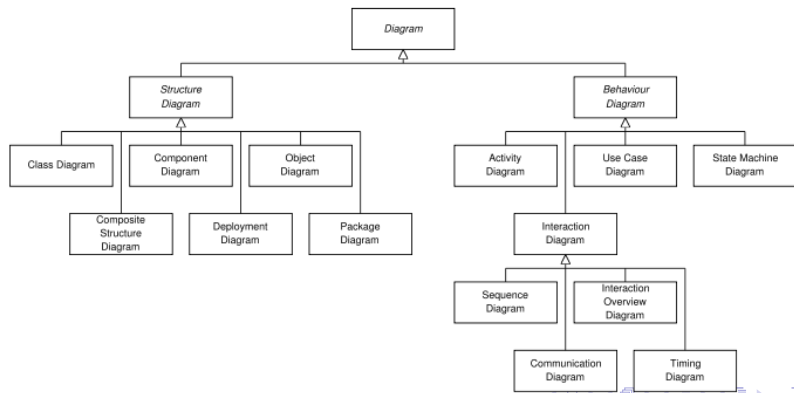 Diagram
Structure
Diagram
Behaviour
Diagram
Class Diagram
Component
Diagram
Object
Diagram
Activity
Diagram
Use Case
Diagram
State Machine
Diagram
Composite
Structure
Diagram
Deployment
Diagram
Package
Diagram
Interaction
Diagram
Sequence
Diagram
Interaction
Overview
Diagram
Communication
Diagram
Timing
Diagram